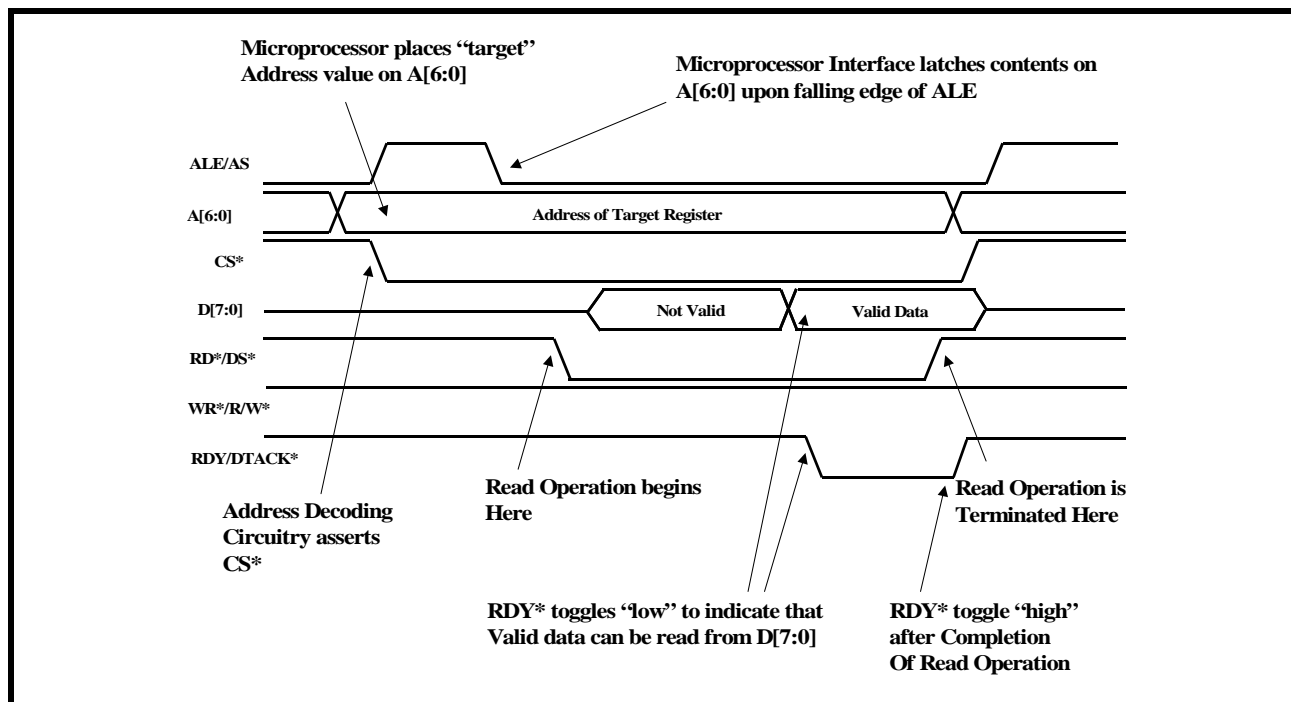 Microprocessor places “target”
Address value on A[6:0]
Microprocessor Interface latches contents on
A[6:0] upon falling edge of ALE
ALE/AS
A[6:0]
Address of Target Register
CS*
D[7:0]
Not Valid
Valid Data
RD*/DS*
WR*/R/W*
RDY/DTACK*
Address Decoding
Circuitry asserts
CS*
Read Operation begins
Here
Read Operation is
Terminated Here
RDY* toggles “low” to indicate that
Valid data can be read from D[7:0]
RDY* toggle “high”
after Completion
Of Read Operation